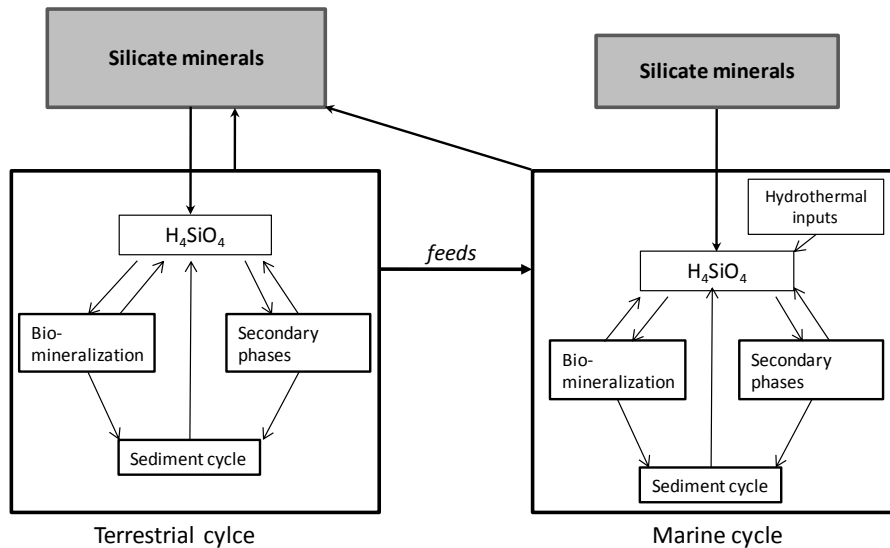 Silicate minerals
Silicate minerals
Hydrothermal
inputs
H₄SiO₄
feeds
H₄SiO₄
Bio-
mineralization
Secondary
phases
Bio-
mineralization
Secondary
phases
Sediment cycle
Sediment cycle
Terrestrial cylce
Marine cycle